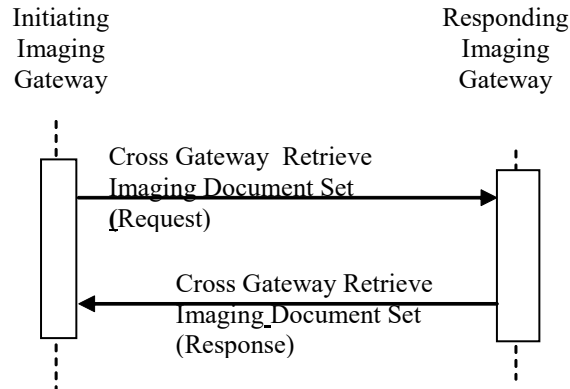 Initiating
Imaging
Gateway
Responding
Imaging
Gateway
Cross Gateway  Retrieve
Imaging Document Set
(Request)
Cross Gateway Retrieve
Imaging Document Set
(Response)